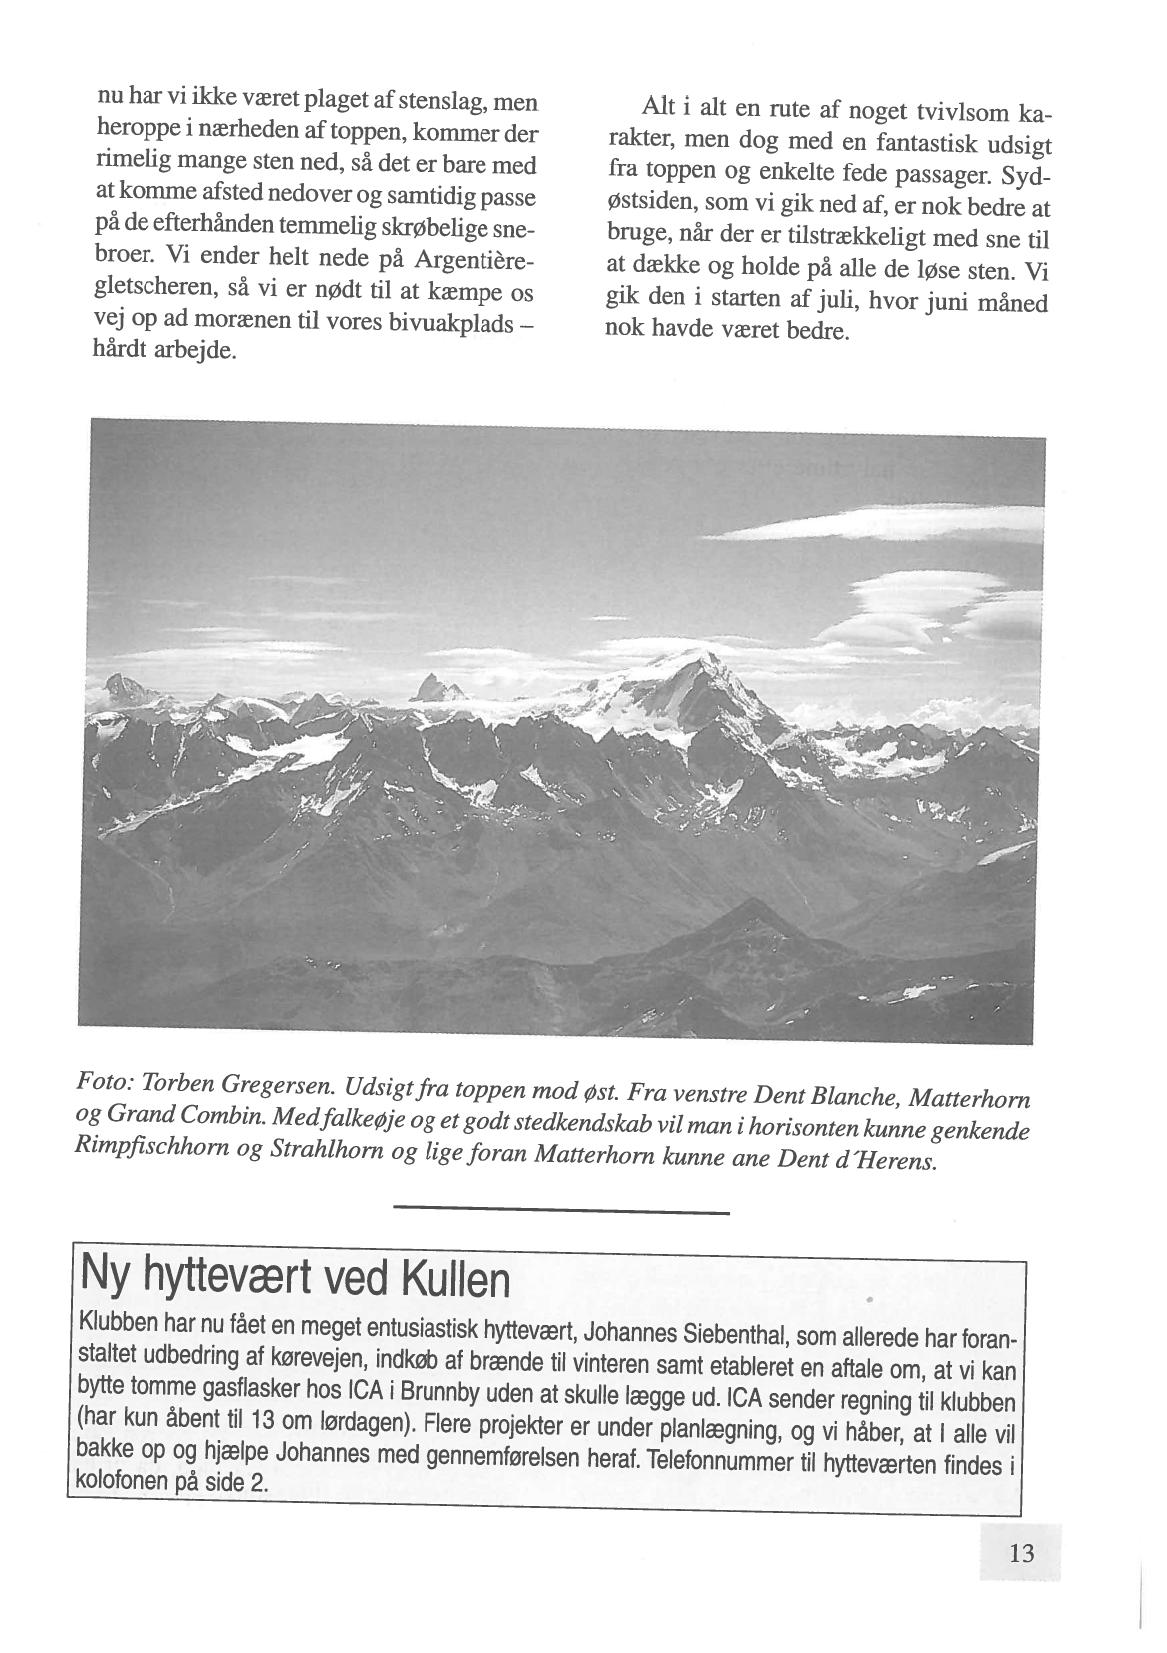 nu har vi ikke været plaget af stenslag, men
heroppe i nærheden af toppen, kommer der
rimelig mange sten ned, så det er bare med
at komme afsted nedover og samtidig passe
på de efterhånden temmelig skrøbelige sne-
broer. Vi ender helt nede på Argentière-
gletscheren, så vi er nødt til at kæmpe os
vej op ad morænen til vores bivuakplads –
hårdt arbejde.
Alt i alt en rute af noget tvivlsom ka-
rakter, men dog med en fantastisk udsigt
fra toppen og enkelte fede passager. Syd-
østsiden, som vi gik ned af, er nok bedre at
bruge, når der er tilstrækkeligt med sne til
at dække og holde på alle de løse sten. Vi
gik den i starten af juli, hvor juni måned
nok havde været bedre.
Foto: Torben Gregersen. Udsigt fra toppen mod øst. Fra venstre Dent Blanche, Matterhorn
og Grand Combin. Med falkeøje og et godt stedkendskab vil man i horisonten kunne genkende
Rimpfischhorn og Strahlhorn og lige foran Matterhorn kunne ane Dent d´Herens.
Ny hyttevært ved Kullen
Klubben har nu fået en meget entusiastisk hyttevært, Johannes Siebenthal, som allerede har foran-
staltet udbedring af kørevejen, indkøb af brænde til vinteren samt etableret en aftale om, at vi kan
bytte tomme gasflasker hos ICA i Brunnby uden at skulle lægge ud. ICA sender regning til klubben
(har kun åbent til 13 om lørdagen). Flere projekter er under planlægning, og vi håber, at I alle vil
bakke op og hjælpe Johannes med gennemførelsen heraf. Telefonnummer til hytteværten findes i
kolofonen på side 2.
13